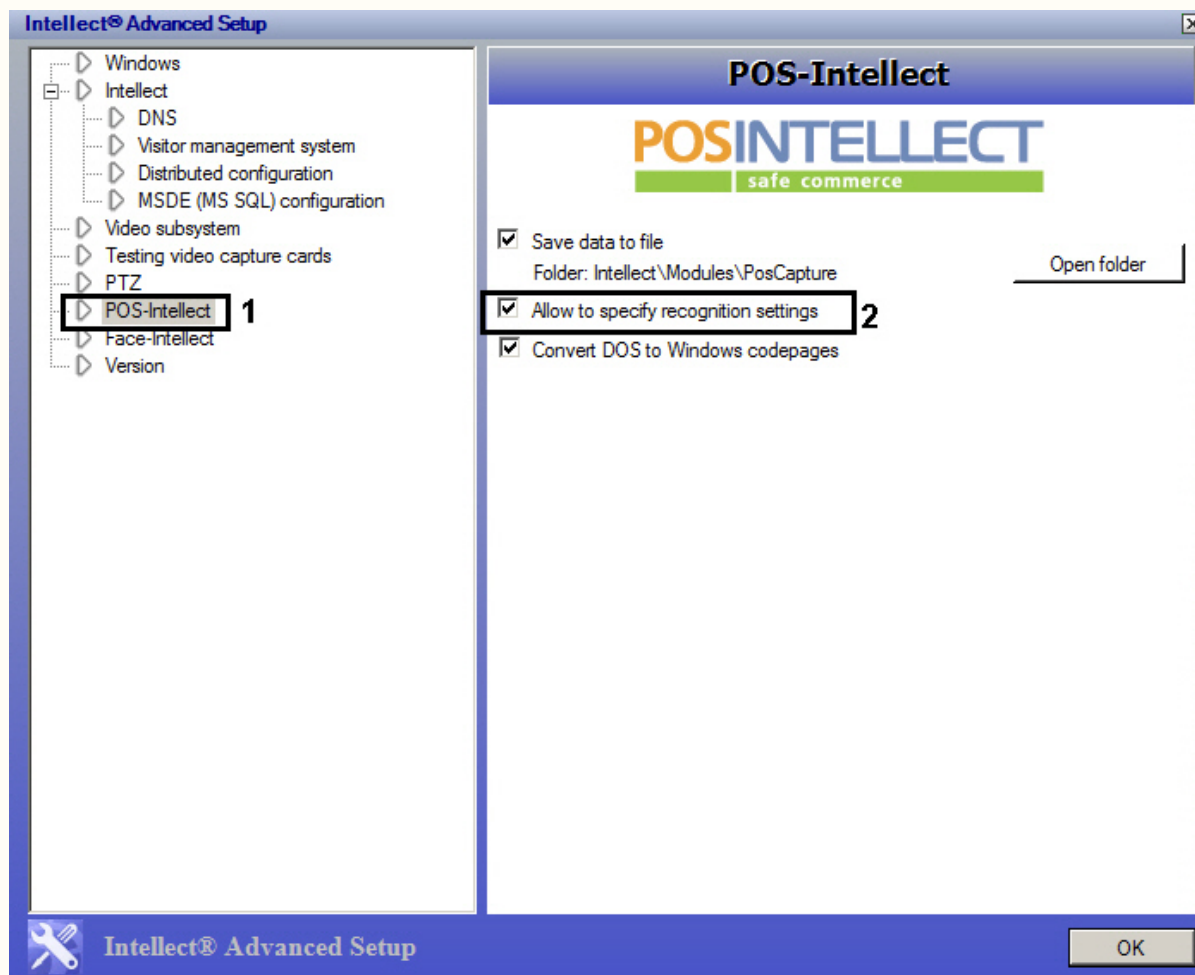 Intellect® Advanced Setup
Windows
Intellect
DNS
Visitor management system
Distributed configuration
MSDE (MS SQL) configuration
Video subsystem
Testing video capture cards
PTZ
POS-Intellect 1
Face-Intellect
Version
POS-Intellect
POSINTELLECT
safe commerce
Save data to file
Folder: Intellect\Modules\PosCapture
Open folder
Allow to specify recognition settings 2
Convert DOS to Windows codepages
Intellect® Advanced Setup
OK